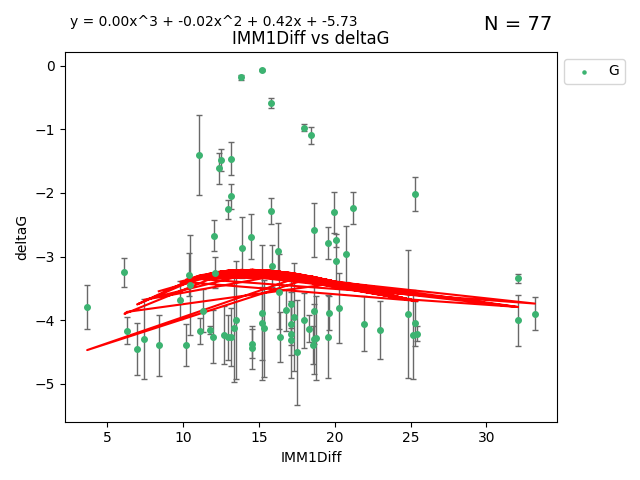 y = 0.00x^3 + -0.02x^2 + 0.42x + -5.73
N = 77
IMM1Diff vs deltaG
G
deltaG
0
−1
−2
−3
−4
−5
5 10 15 20 25 30
IMM1Diff